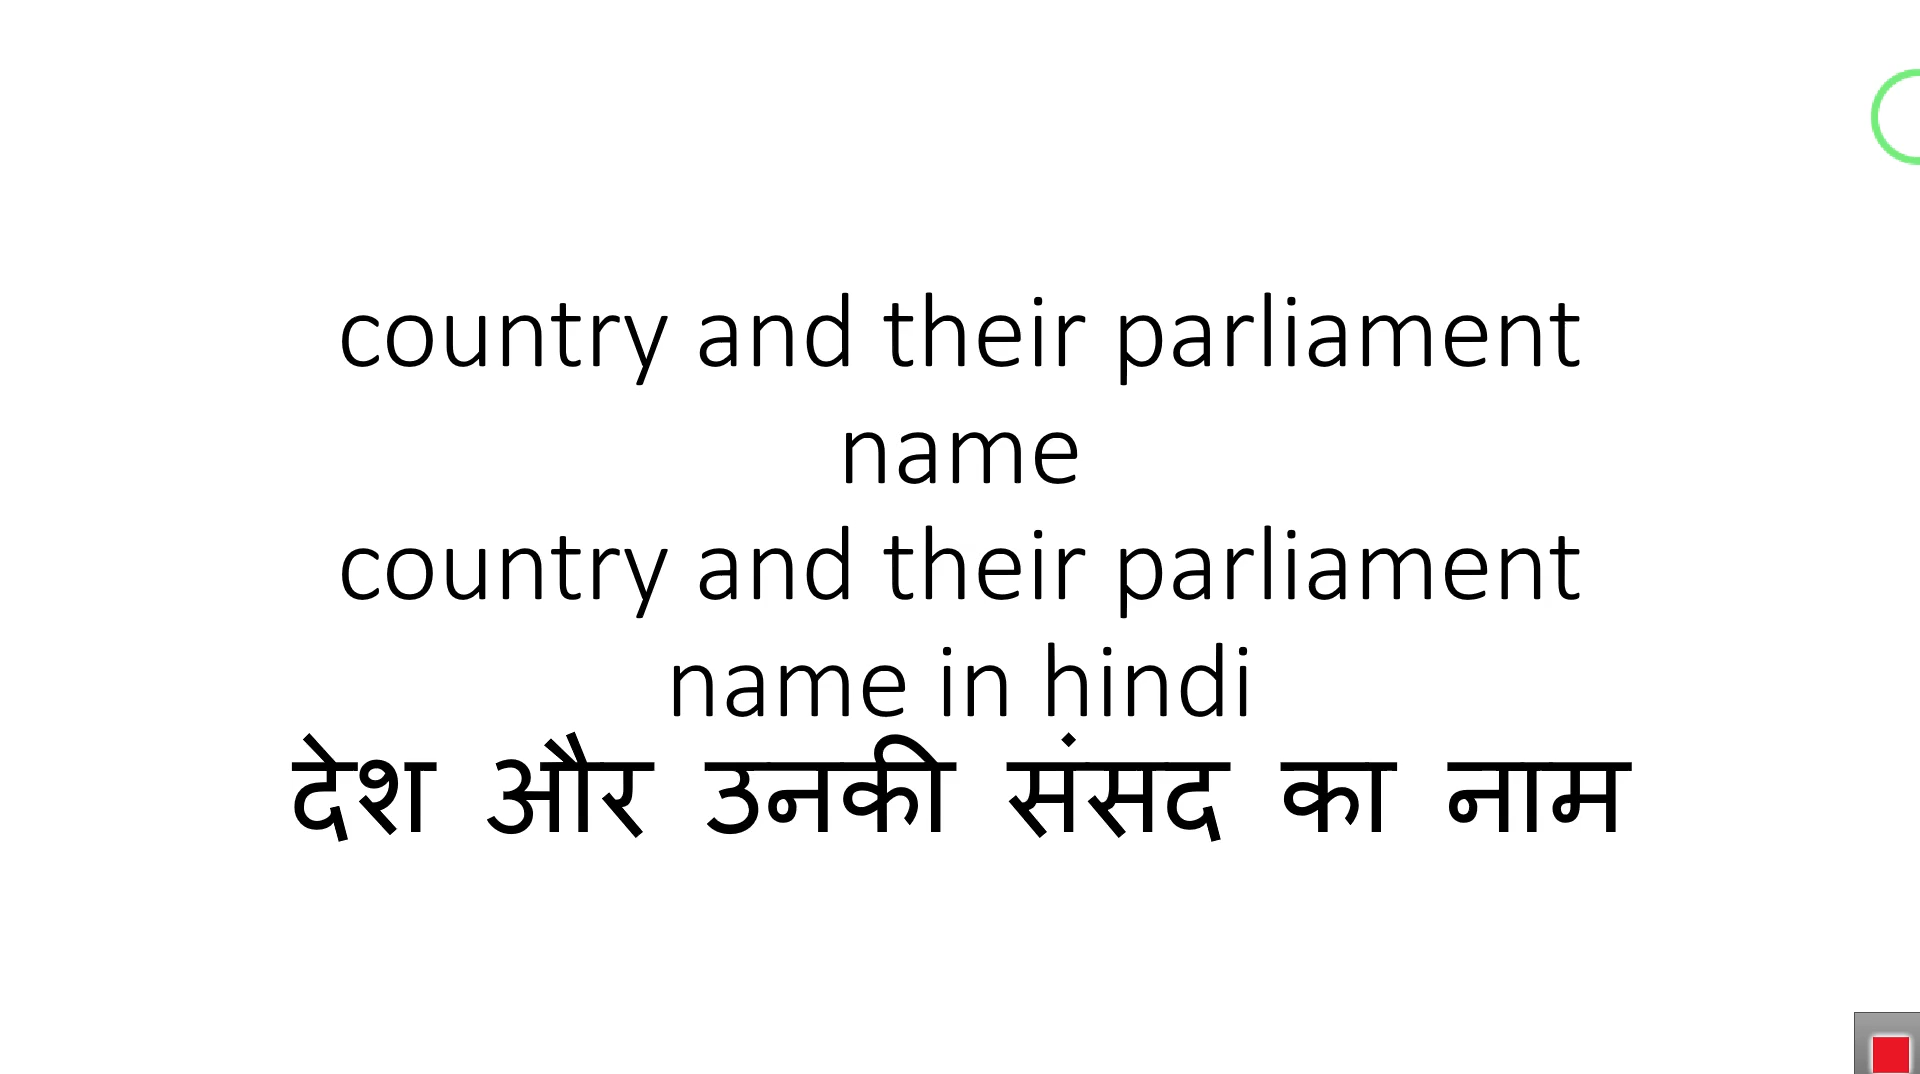 country and their parliament
name
country and their parliament
name in hindi
देश और उनकी संसद का नाम